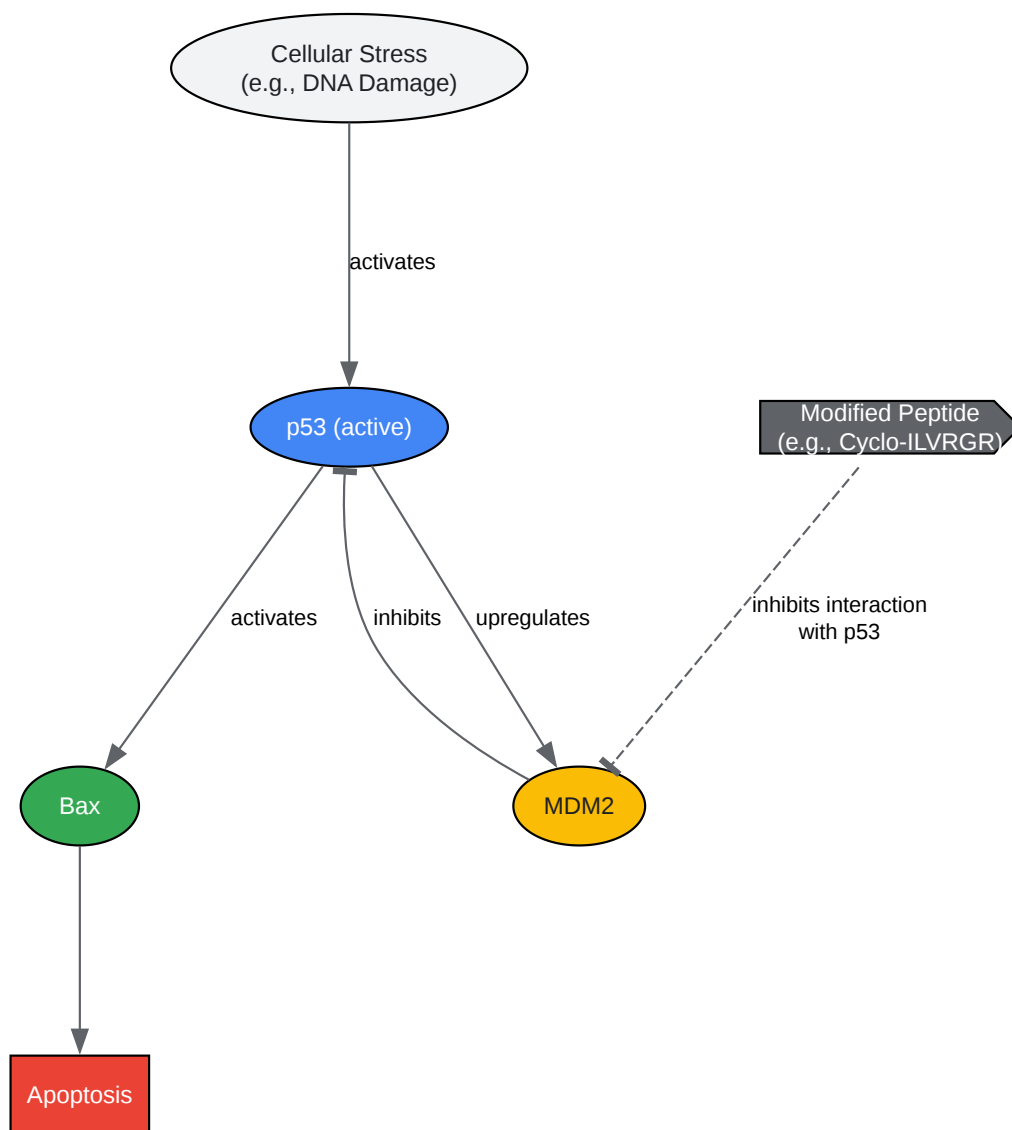 Cellular Stress
(e.g., DNA Damage)
activates
p53 (active)
Modified Peptide
(e.g., Cyclo-ILVRGR)
activates
inhibits
upregulates
inhibits interaction
with p53
Bax
MDM2
Apoptosis